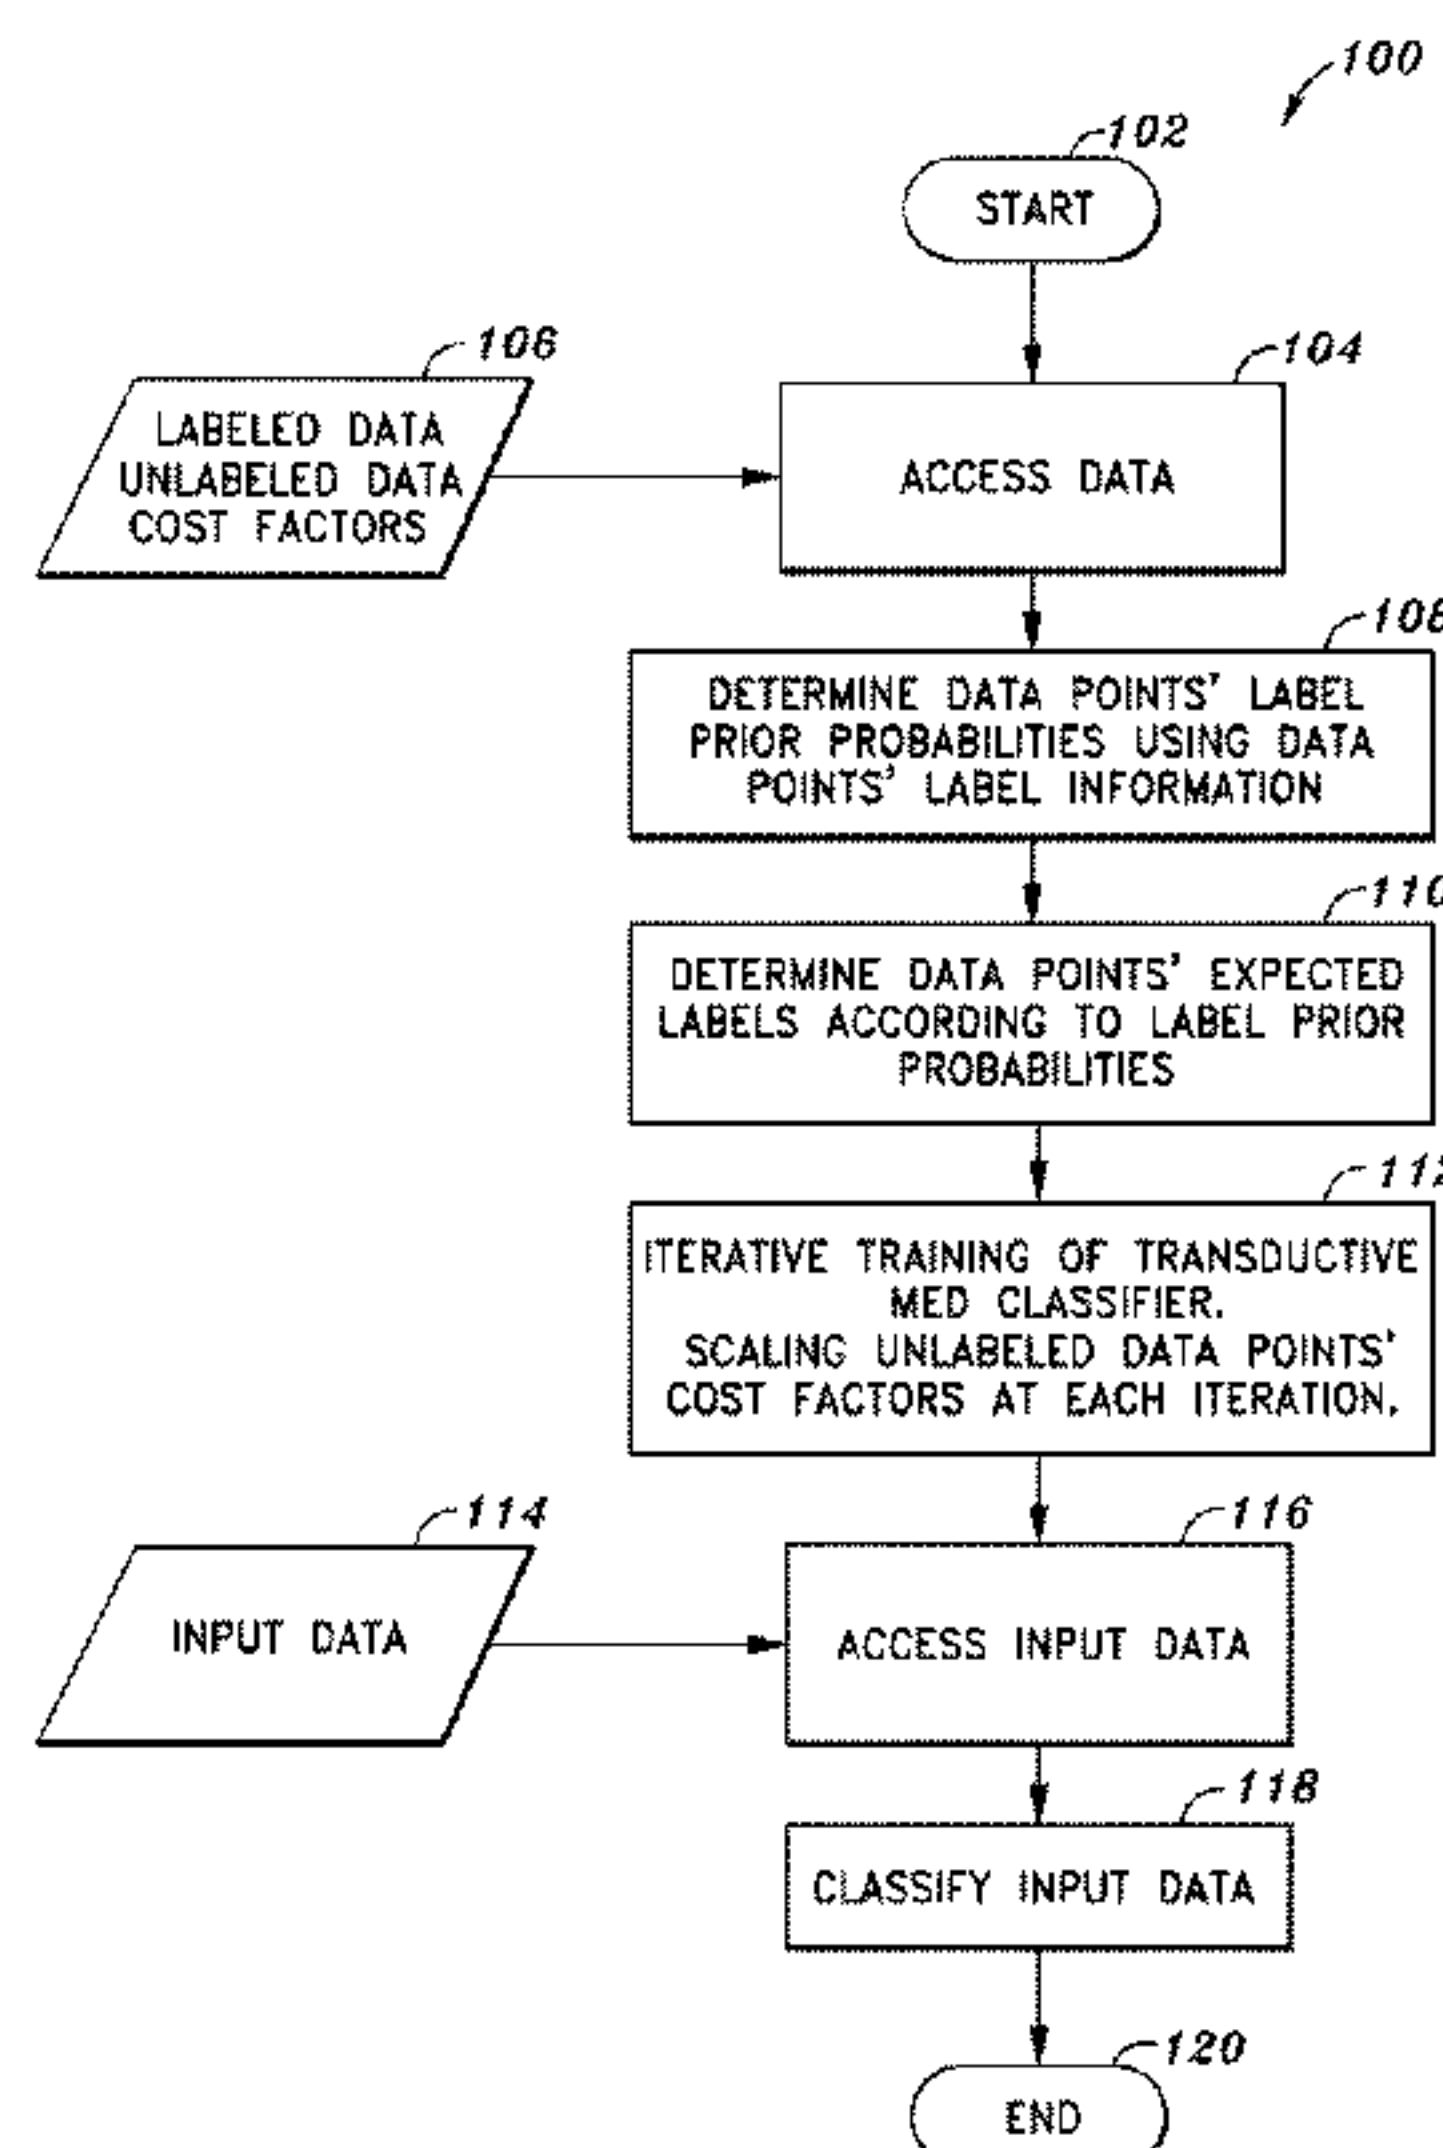 100
102
START
106
104
LABELED DATA
UNLABELED DATA
COST FACTORS
ACCESS DATA
108
DETERMINE DATA POINTS' LABEL
PRIOR PROBABILITIES USING DATA
POINTS' LABEL INFORMATION
110
DETERMINE DATA POINTS' EXPECTED
LABELS ACCORDING TO LABEL PRIOR
PROBABILITIES
112
ITERATIVE TRAINING OF TRANSDUCTIVE
MED CLASSIFIER.
SCALING UNLABELED DATA POINTS'
COST FACTORS AT EACH ITERATION.
114
116
INPUT DATA
ACCESS INPUT DATA
118
CLASSIFY INPUT DATA
120
END